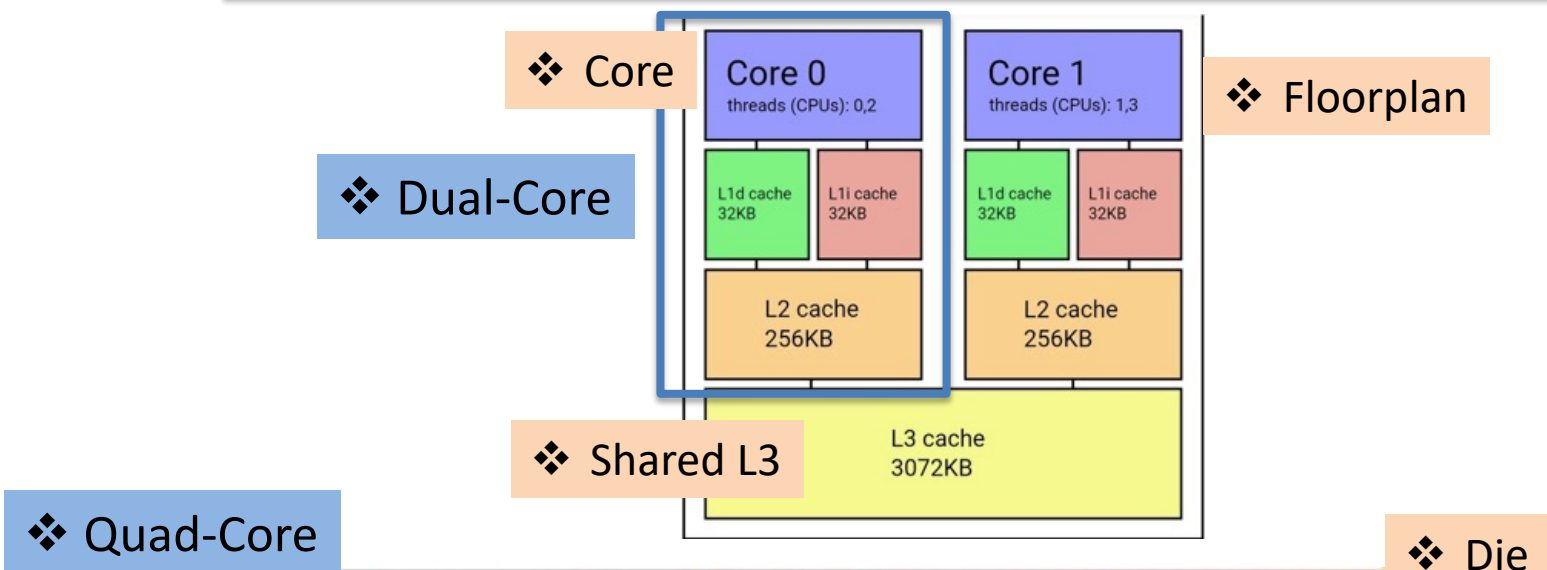 ❖ Core
Core 0
threads (CPUs): 0,2
Core 1
threads (CPUs): 1,3
❖ Floorplan
❖ Dual-Core
L1d cache
32KB
L1i cache
32KB
L1d cache
32KB
L1i cache
32KB
L2 cache
256KB
L2 cache
256KB
❖ Shared L3
L3 cache
3072KB
❖ Quad-Core
❖ Die